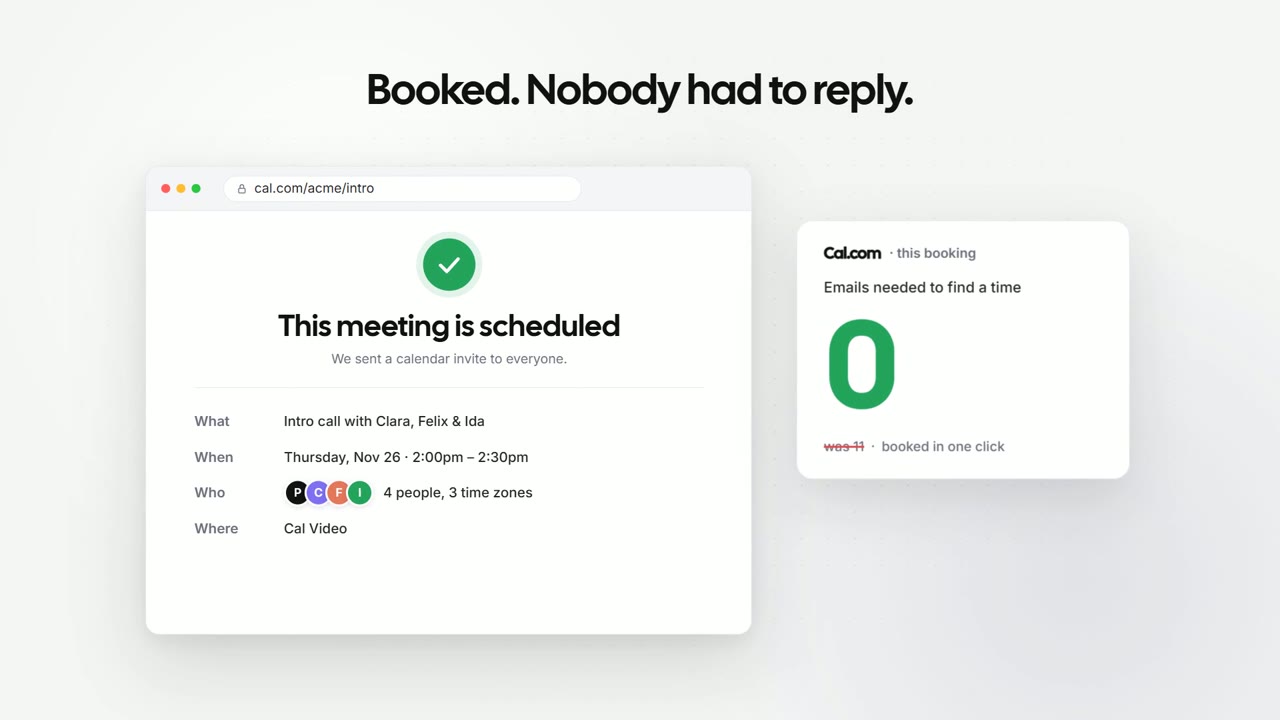 Booked. Nobody had to reply.
cal.com/acme/intro
This meeting is scheduled
We sent a calendar invite to everyone.
What Intro call with Clara, Felix & Ida
When Thursday, Nov 26 · 2:00pm – 2:30pm
Who P C F I 4 people, 3 time zones
Where Cal Video
Cal.com · this booking
Emails needed to find a time
0
was 11 · booked in one click